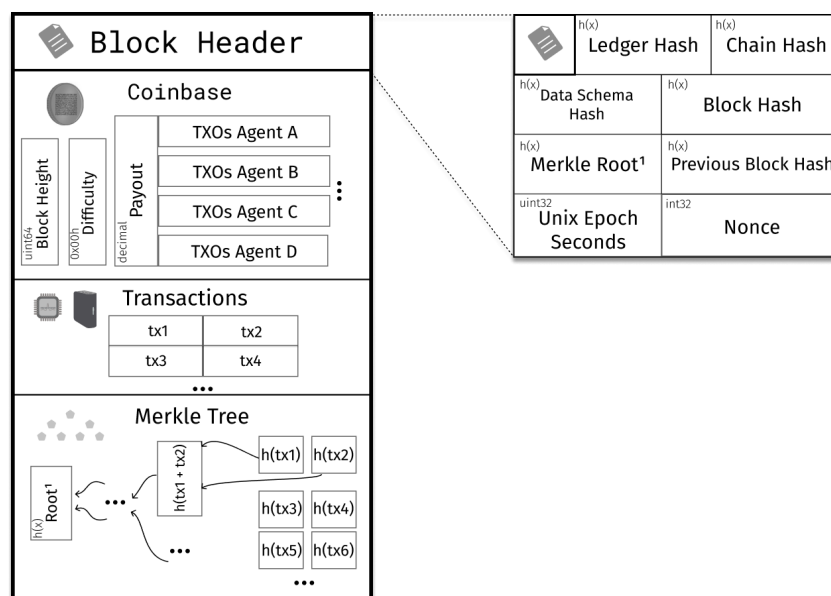 Block Header
Coinbase
uint64
Block Height
0x00h
Difficulty
decimal
Payout
TXOs Agent A
TXOs Agent B
TXOs Agent C
TXOs Agent D
Transactions
tx1 tx2
tx3 tx4
...
Merkle Tree
h(x)
Root¹
...
h(tx1 + tx2)
h(tx1) h(tx2)
h(tx3) h(tx4)
h(tx5) h(tx6)
...
...
h(x)
Ledger Hash
h(x)
Chain Hash
h(x)
Data Schema
Hash
h(x)
Block Hash
h(x)
Merkle Root¹
h(x)
Previous Block Hash
uint32
Unix Epoch
Seconds
int32
Nonce